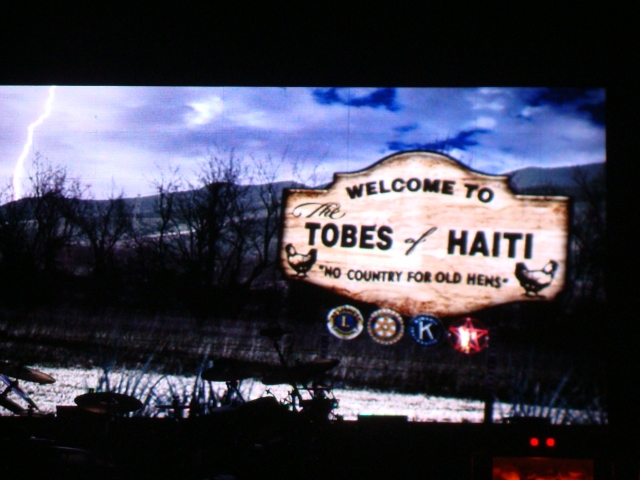 WELCOME TO
The
TOBES of HAITI
"NO COUNTRY FOR OLD HENS"
L
K